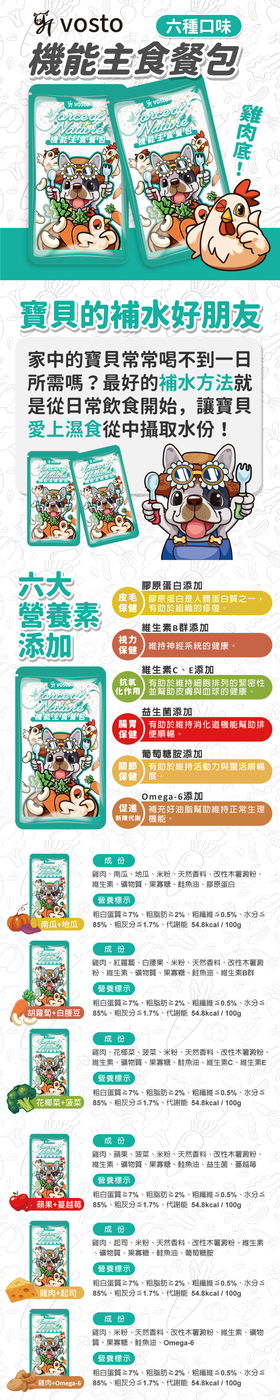 vosto
六種口味
機能主食餐包
vosto
Force of Nature
機能主食餐包
vosto
Force of Nature
機能主食餐包
雞肉底！
寶貝的補水好朋友
家中的寶貝常常喝不到一日
所需嗎？最好的補水方法就
是從日常飲食開始，讓寶貝
愛上濕食從中攝取水份！
六大
營養素
添加
膠原蛋白添加
皮毛
保健
膠原蛋白是人體蛋白質之一，
有助於組織的修復。
維生素B群添加
視力
保健
維持神經系統的健康。
維生素C、E添加
抗氧
化作用
有助於維持細胞排列的緊密性
並幫助皮膚與血球的健康。
益生菌添加
腸胃
保健
有助於維持消化道機能幫助排
便順暢。
葡萄糖胺添加
關節
保健
有助於維持活動力與靈活順暢
度。
Omega-6添加
促進
新陳代謝
補充好油脂幫助維持正常生理
機能。
南瓜+地瓜
成份
雞肉、南瓜、地瓜、米粉、天然香料、改性木薯澱粉、
維生素、礦物質、果寡糖、鮭魚油、膠原蛋白
營養標示
粗白蛋質≧7%、粗脂肪≧2%、粗纖維≦0.5%、水分≦
85%、粗灰分≦1.7%、代謝能 54.8kcal / 100g
胡蘿蔔+白腰豆
成份
雞肉、紅蘿蔔、白腰果、米粉、天然香料、改性木薯澱
粉、維生素、礦物質、果寡糖、鮭魚油、維生素B群
營養標示
粗白蛋質≧7%、粗脂肪≧2%、粗纖維≦0.5%、水分≦
85%、粗灰分≦1.7%、代謝能 54.8kcal / 100g
花椰菜+菠菜
成份
雞肉、花椰菜、菠菜、米粉、天然香料、改性木薯澱粉、
維生素、礦物質、果寡糖、鮭魚油、維生素C、維生素E
營養標示
粗白蛋質≧7%、粗脂肪≧2%、粗纖維≦0.5%、水分≦
85%、粗灰分≦1.7%、代謝能 54.8kcal / 100g
蘋果+蔓越莓
成份
雞肉、蘋果、菠菜、米粉、天然香料、改性木薯澱粉、
維生素、礦物質、果寡糖、鮭魚油、益生菌、蔓越莓
營養標示
粗白蛋質≧7%、粗脂肪≧2%、粗纖維≦0.5%、水分≦
85%、粗灰分≦1.7%、代謝能 54.8kcal / 100g
雞肉+起司
成份
雞肉、起司、米粉、天然香料、改性木薯澱粉、維生素
、礦物質、果寡糖、鮭魚油、葡萄糖胺
營養標示
粗白蛋質≧7%、粗脂肪≧2%、粗纖維≦0.5%、水分≦
85%、粗灰分≦1.7%、代謝能 54.8kcal / 100g
雞肉+Omega-6
成份
雞肉、米粉、天然香料、改性木薯澱粉、維生素、礦物
質、果寡糖、鮭魚油、Omega-6
營養標示
粗白蛋質≧7%、粗脂肪≧2%、粗纖維≦0.5%、水分≦
85%、粗灰分≦1.7%、代謝能 54.8kcal / 100g